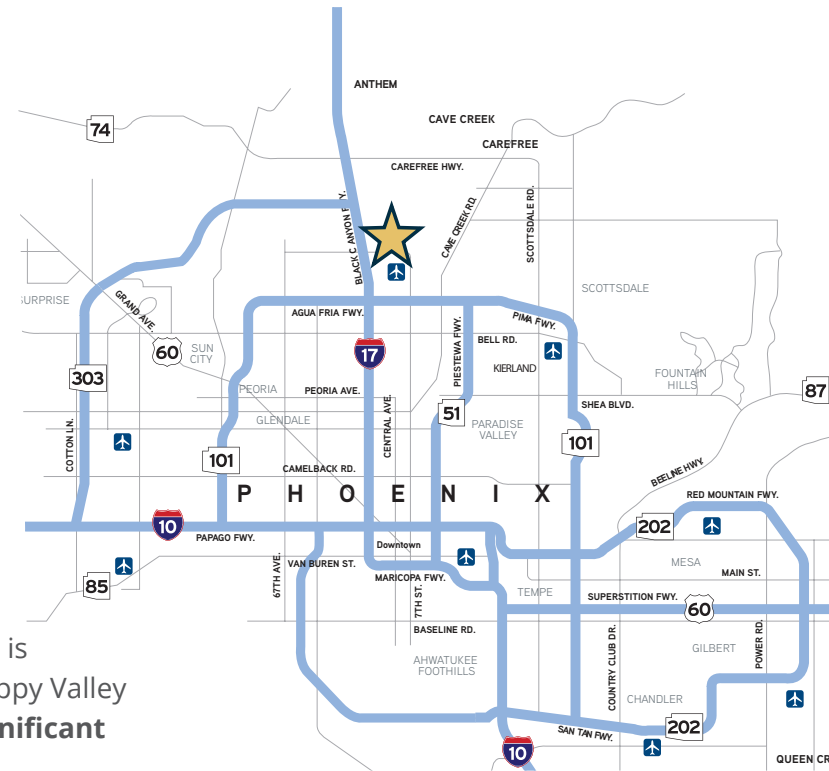 ANTHEM
CAVE CREEK
74
CAREFREE
CAREFREE HWY.
BLACK CANYON
CAVE CREEK RD.
SCOTTSDALE RD.
SCOTTSDALE
GRAND AVE.
AGUA FRIA FWY.
PIMA FWY.
PIESTEWA FWY.
BELL RD.
60
SUN
CITY
17
KIERLAND
303
PEORIA
PEORIA AVE.
FOUNTAIN
HILLS
87
CENTRAL AVE.
SHEA BLVD.
51
GLENDALE
PARADISE
VALLEY
COTTON LN.
101
101
CAMELBACK RD.
BEELINE HWY.
PHOENIX
RED MOUNTAIN FWY.
10
202
PAPAGO FWY.
Downtown
67TH AVE.
VAN BUREN ST.
MARICOPA FWY.
7TH ST.
MESA
MAIN ST.
85
TEMPE
SUPERSTITION FWY.
60
BASELINE RD.
COUNTRY CLUB DR.
POWER RD.
GILBERT
AHWATUKEE
FOOTHILLS
CHANDLER
202
SAN TAN FWY.
10
is
ppy Valley
nificant
URPRISE
QUEEN CR